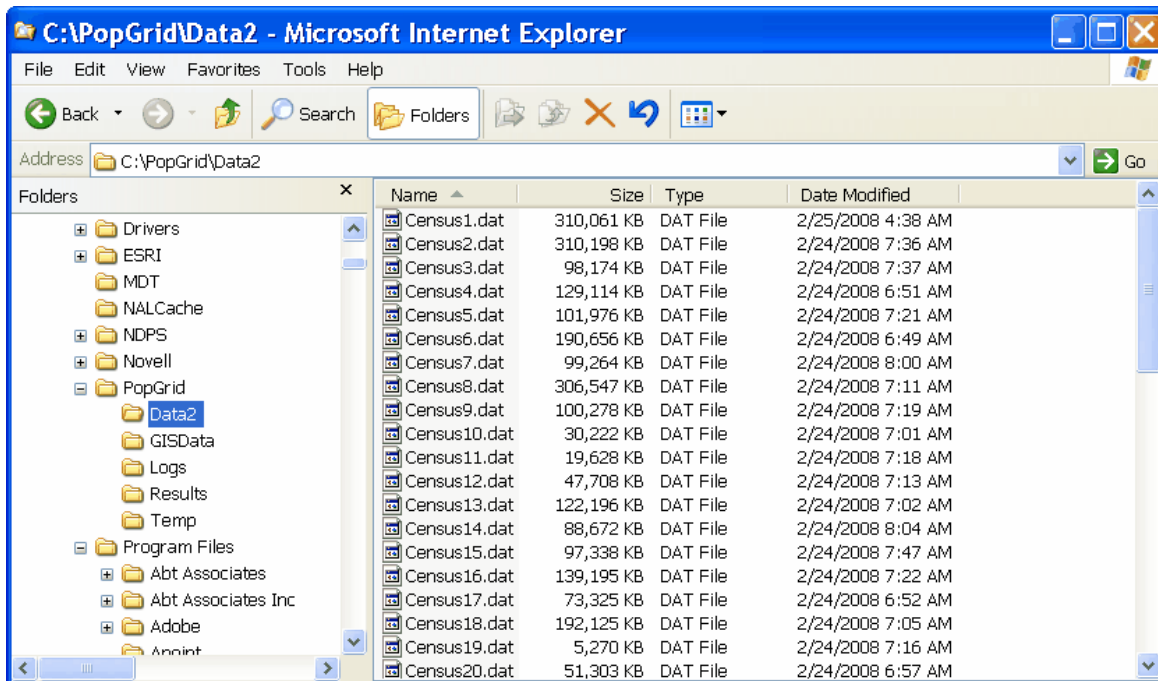 C:\PopGrid\Data2 - Microsoft Internet Explorer
File Edit View Favorites Tools Help
Back Search Folders
Address C:\PopGrid\Data2 Go
Folders
Drivers
ESRI
MDT
NALCache
NDPS
Novell
PopGrid
Data2
GISData
Logs
Results
Temp
Program Files
Abt Associates
Abt Associates Inc
Adobe
Name Size Type Date Modified
Census1.dat 310,061 KB DAT File 2/25/2008 4:38 AM
Census2.dat 310,198 KB DAT File 2/24/2008 7:36 AM
Census3.dat 98,174 KB DAT File 2/24/2008 7:37 AM
Census4.dat 129,114 KB DAT File 2/24/2008 6:51 AM
Census5.dat 101,976 KB DAT File 2/24/2008 7:21 AM
Census6.dat 190,656 KB DAT File 2/24/2008 6:49 AM
Census7.dat 99,264 KB DAT File 2/24/2008 8:00 AM
Census8.dat 306,547 KB DAT File 2/24/2008 7:11 AM
Census9.dat 100,278 KB DAT File 2/24/2008 7:19 AM
Census10.dat 30,222 KB DAT File 2/24/2008 7:01 AM
Census11.dat 19,628 KB DAT File 2/24/2008 7:18 AM
Census12.dat 47,708 KB DAT File 2/24/2008 7:13 AM
Census13.dat 122,196 KB DAT File 2/24/2008 7:02 AM
Census14.dat 88,672 KB DAT File 2/24/2008 8:04 AM
Census15.dat 97,338 KB DAT File 2/24/2008 7:47 AM
Census16.dat 139,195 KB DAT File 2/24/2008 7:22 AM
Census17.dat 73,325 KB DAT File 2/24/2008 6:52 AM
Census18.dat 192,125 KB DAT File 2/24/2008 7:05 AM
Census19.dat 5,270 KB DAT File 2/24/2008 7:16 AM
Census20.dat 51,303 KB DAT File 2/24/2008 6:57 AM